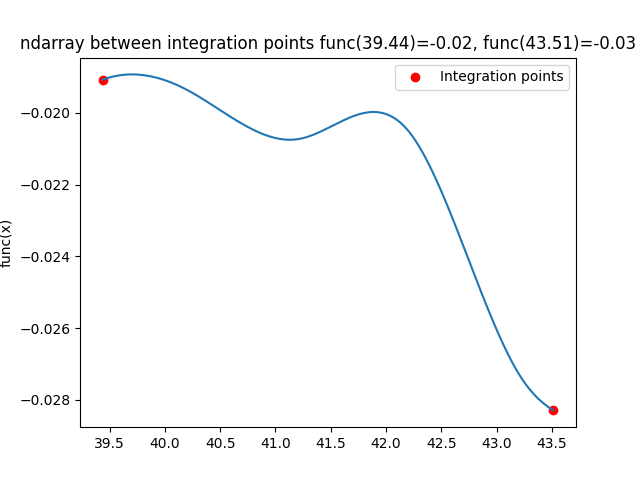 ndarray between integration points func(39.44)=-0.02, func(43.51)=-0.03
Integration points
−0.020
−0.022
−0.024
−0.026
−0.028
func(x)
39.5 40.0 40.5 41.0 41.5 42.0 42.5 43.0 43.5